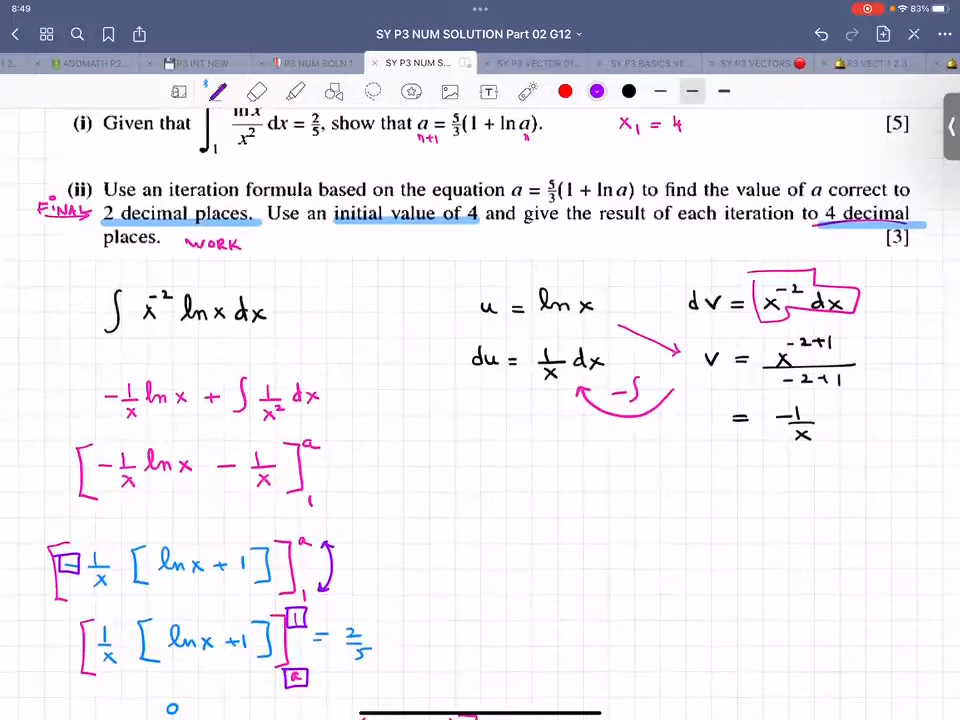 8:49
83%
SY P3 NUM SOLUTION Part 02 G12
ADDMATH P2... P3 INT NEW P3 NUM SOLN 1 SY P3 NUM S... SY P3 VECTOR 01... SY P3 BASICS VE... SY P3 VECTORS P3 VECT 1 2.3
(i) Given that ∫₁ ln x/x² dx = 2/5, show that a = 5/3(1 + ln a). x₁ = 4 [5]
n+1 n
(ii) Use an iteration formula based on the equation a = 5/3(1 + ln a) to find the value of a correct to
FINAL 2 decimal places. Use an initial value of 4 and give the result of each iteration to 4 decimal
places. WORK [3]
∫ x⁻² ln x dx u = ln x dv = x⁻² dx
du = 1/x dx v = x⁻²⁺¹/-2+1
-1/x ln x + ∫ 1/x² dx -∫ = -1/x
[-1/x ln x - 1/x]₁ᵃ
[-1/x [ln x + 1]]₁ᵃ
[1/x [ln x + 1]]ₐ¹ = 2/5
0